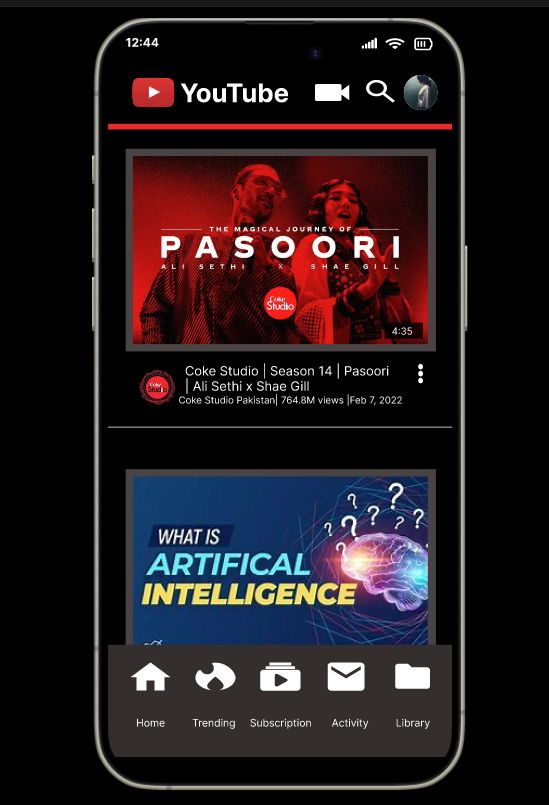 12:44
YouTube
THE MAGICAL JOURNEY OF
PASOORI
ALI SETHI X SHAE GILL
Coke Studio
4:35
Coke Studio | Season 14 | Pasoori
| Ali Sethi x Shae Gill
Coke Studio Pakistan| 764.8M views |Feb 7, 2022
WHAT IS
ARTIFICAL
INTELLIGENCE
Home Trending Subscription Activity Library